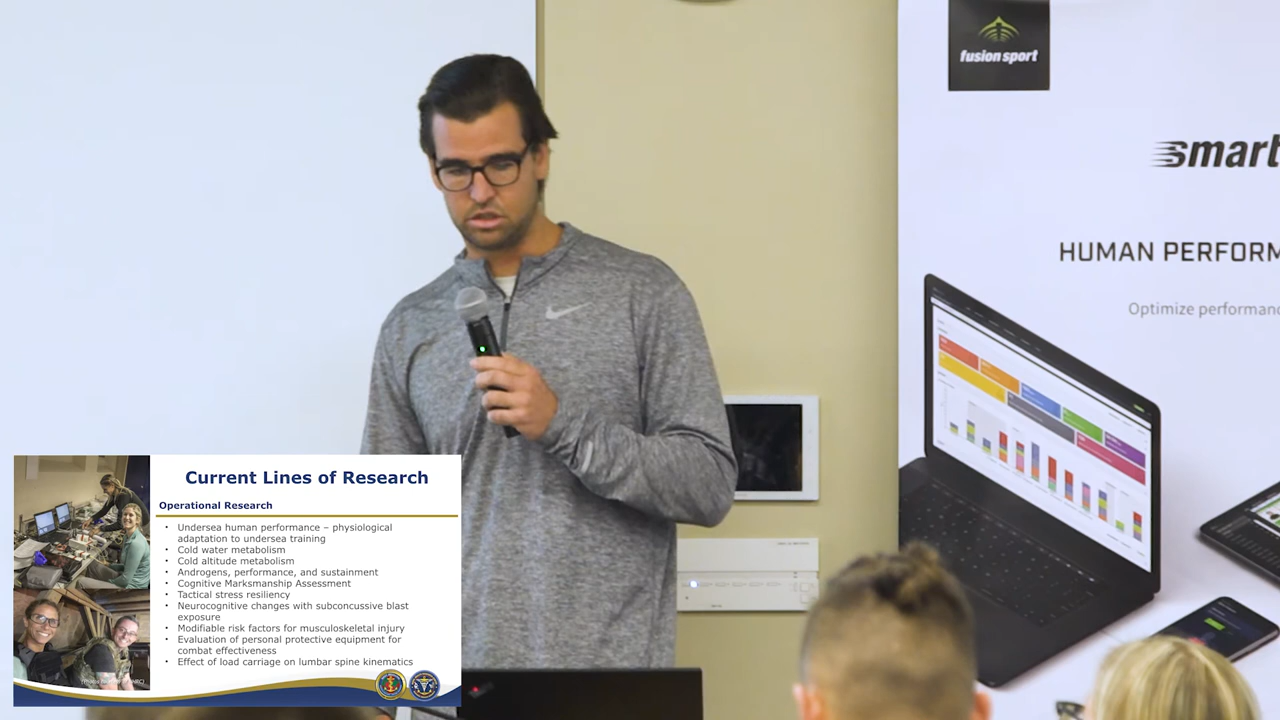 fusion sport
smart
HUMAN PERFORM
Optimize performanc
Current Lines of Research
Operational Research
• Undersea human performance – physiological
adaptation to undersea training
• Cold water metabolism
• Cold altitude metabolism
• Androgens, performance, and sustainment
• Cognitive Marksmanship Assessment
• Tactical stress resiliency
• Neurocognitive changes with subconcussive blast
exposure
• Modifiable risk factors for musculoskeletal injury
• Evaluation of personal protective equipment for
combat effectiveness
• Effect of load carriage on lumbar spine kinematics